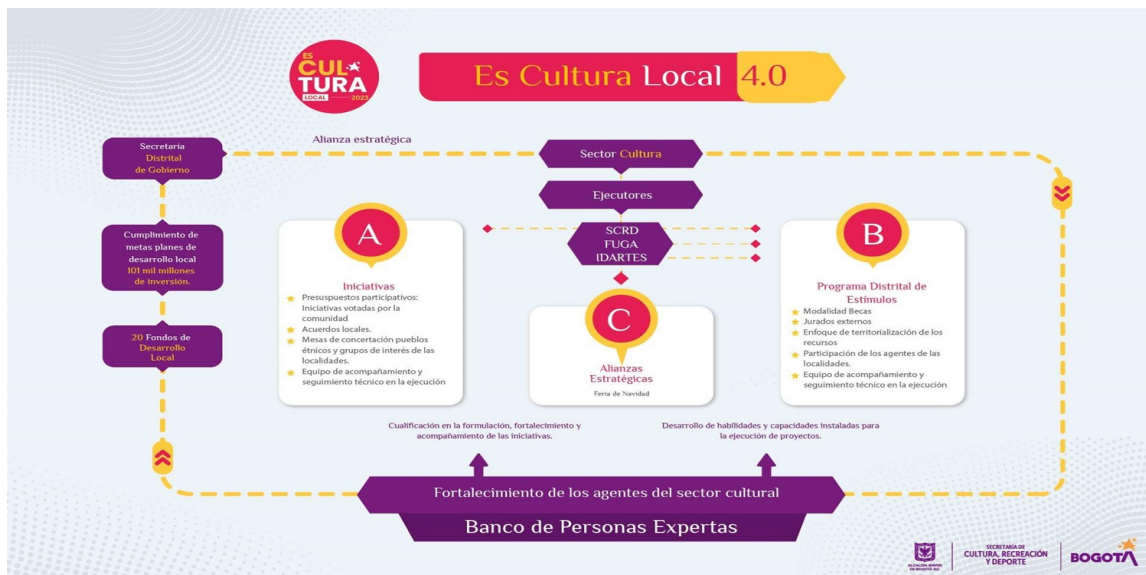 ES
CUL
TURA
LOCAL 2023
Es Cultura Local 4.0
Alianza estratégica
Secretaría
Distrital
de Gobierno
Cumplimiento de
metas planes de
desarrollo local
101 mil millones
de inversión.
20 Fondos de
Desarrollo
Local
Sector Cultura
Ejecutores
SCRD
FUGA
IDARTES
A
Iniciativas
Presuspuestos participativos:
Iniciativas votadas por la
comunidad
Acuerdos locales.
Mesas de concertación pueblos
étnicos y grupos de interés de las
localidades.
Equipo de acompañamiento y
seguimiento técnico en la ejecución
C
Alianzas
Estratégicas
Feria de Navidad
B
Programa Distrital de
Estímulos
Modalidad Becas
Jurados externos
Enfoque de territorialización de los
recursos
Participación de los agentes de las
localidades.
Equipo de acompañamiento y
seguimiento técnico en la ejecución
Cualificación en la formulación, fortalecimiento y
acompañamiento de las iniciativas.
Desarrollo de habilidades y capacidades instaladas para
la ejecución de proyectos.
Fortalecimiento de los agentes del sector cultural
Banco de Personas Expertas
ALCALDÍA MAYOR
DE BOGOTÁ D.C.
SECRETARÍA DE
CULTURA, RECREACIÓN
Y DEPORTE
BOGOTÁ